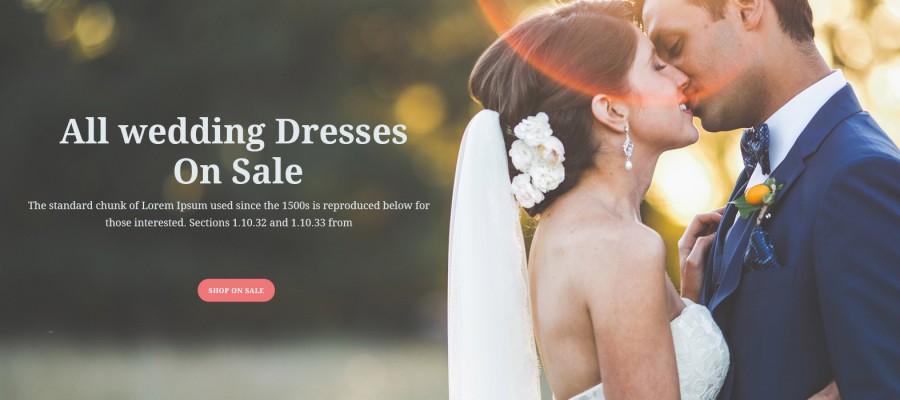 All wedding Dresses
On Sale
The standard chunk of Lorem Ipsum used since the 1500s is reproduced below for
those interested. Sections 1.10.32 and 1.10.33 from
SHOP ON SALE